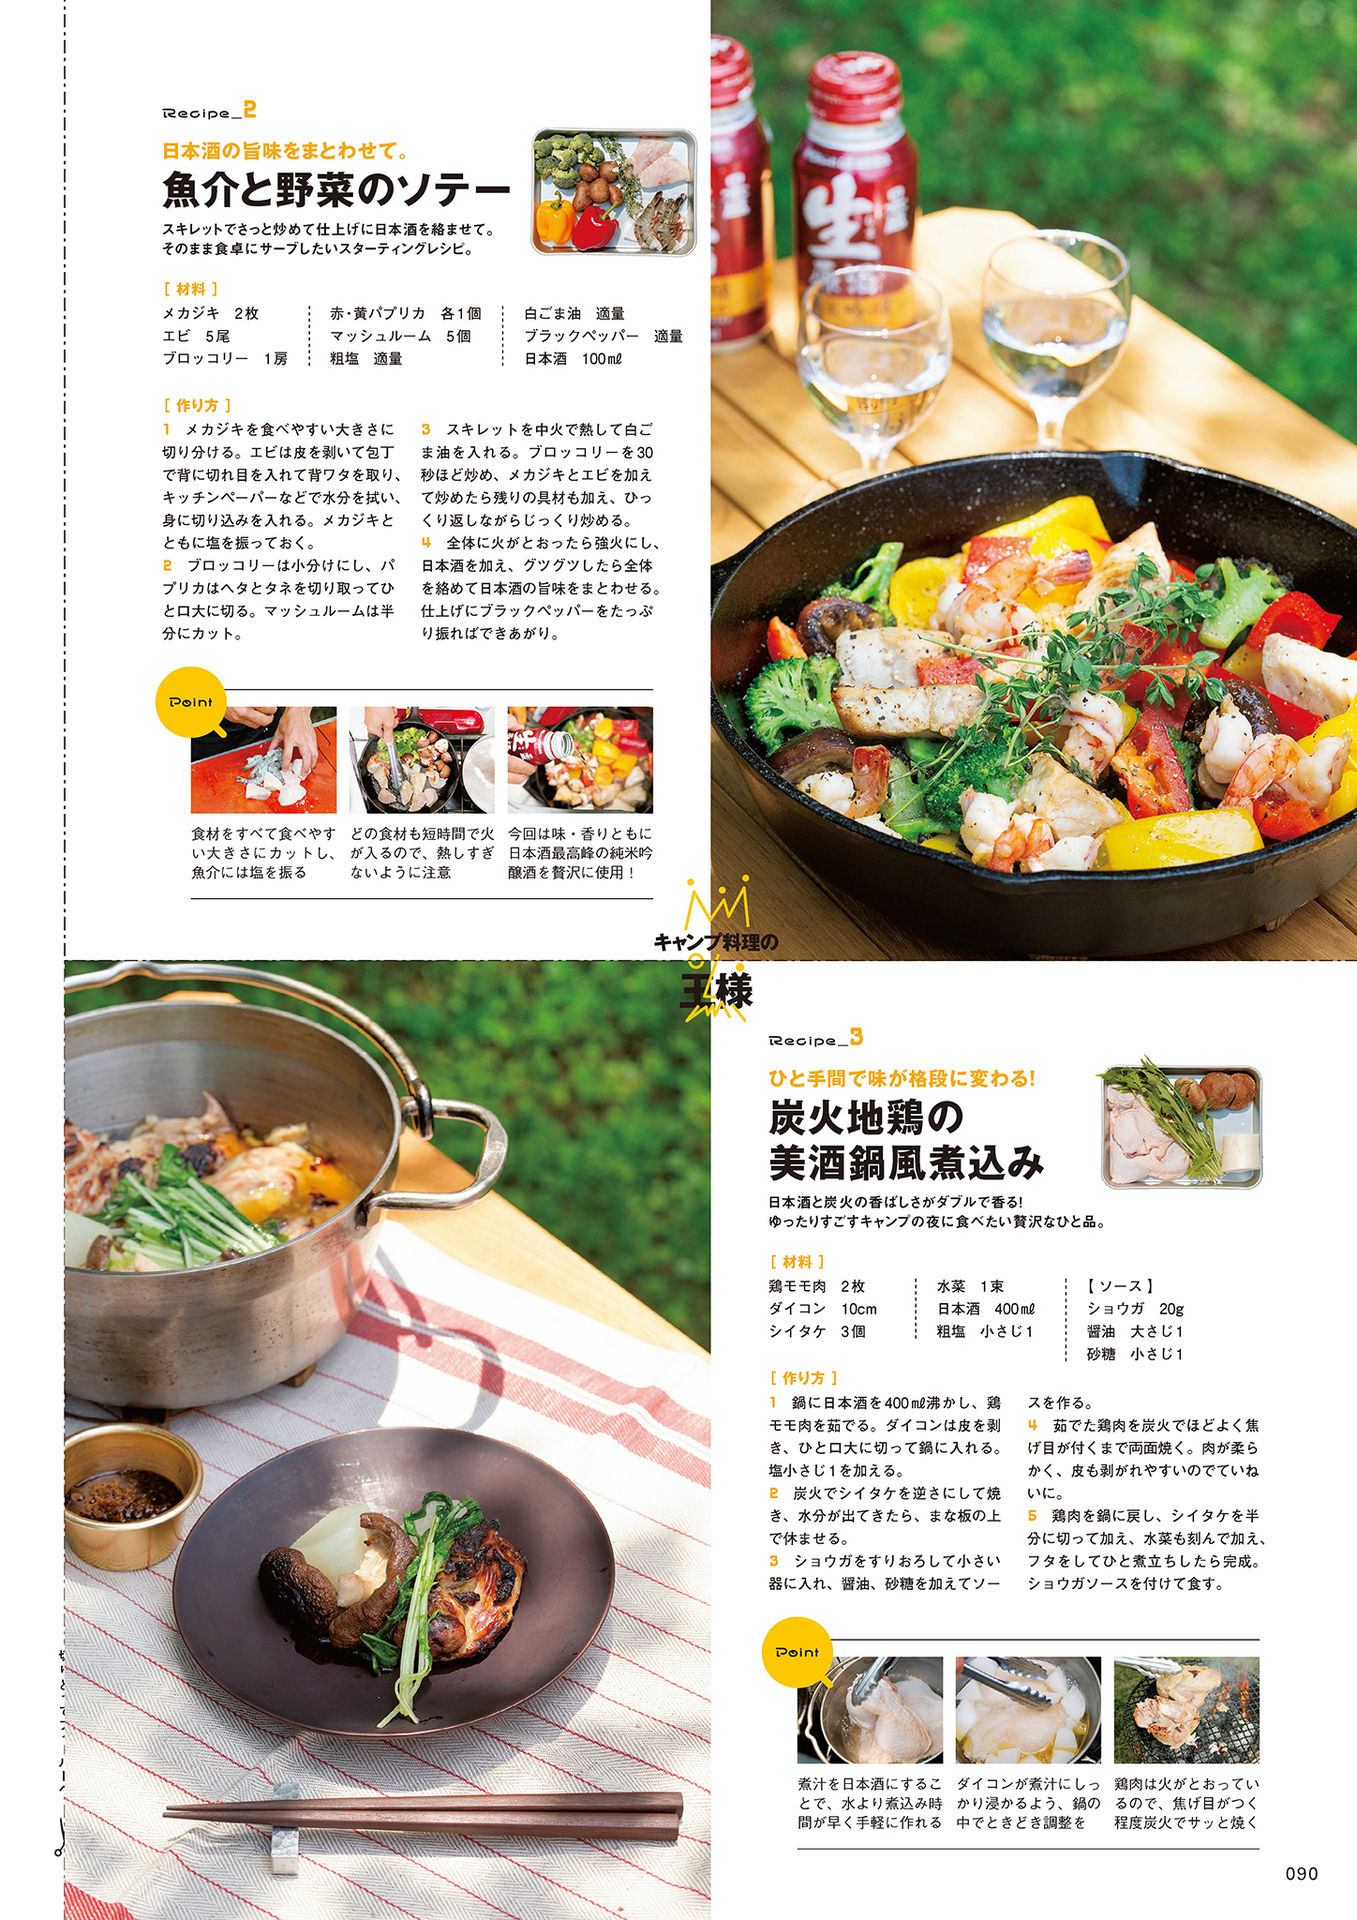 Recipe_2
日本酒の旨味をまとわせて。
魚介と野菜のソテー
スキレットでさっと炒めて仕上げに日本酒を絡ませて。
そのまま食卓にサーブしたいスターティングレシピ。
[ 材料 ]
メカジキ 2枚
エビ 5尾
ブロッコリー 1房
赤・黄パプリカ 各1個
マッシュルーム 5個
粗塩 適量
白ごま油 適量
ブラックペッパー 適量
日本酒 100㎖
[ 作り方 ]
1 メカジキを食べやすい大きさに
切り分ける。エビは皮を剥いて包丁
で背に切れ目を入れて背ワタを取り、
キッチンペーパーなどで水分を拭い、
身に切り込みを入れる。メカジキと
ともに塩を振っておく。
2 ブロッコリーは小分けにし、パ
プリカはヘタとタネを切り取ってひ
と口大に切る。マッシュルームは半
分にカット。
3 スキレットを中火で熱して白ご
ま油を入れる。ブロッコリーを30
秒ほど炒め、メカジキとエビを加え
て炒めたら残りの具材も加え、ひっ
くり返しながらじっくり炒める。
4 全体に火がとおったら強火にし、
日本酒を加え、グツグツしたら全体
を絡めて日本酒の旨味をまとわせる。
仕上げにブラックペッパーをたっぷ
り振ればできあがり。
Point
食材をすべて食べやす
い大きさにカットし、
魚介には塩を振る
どの食材も短時間で火
が入るので、熱しすぎ
ないように注意
今回は味・香りともに
日本酒最高峰の純米吟
醸酒を贅沢に使用！
生
原酒
キャンプ料理の
王様
Recipe_3
ひと手間で味が格段に変わる!
炭火地鶏の
美酒鍋風煮込み
日本酒と炭火の香ばしさがダブルで香る!
ゆったりすごすキャンプの夜に食べたい贅沢なひと品。
[ 材料 ]
鶏モモ肉 2枚
ダイコン 10cm
シイタケ 3個
水菜 1束
日本酒 400㎖
粗塩 小さじ1
【 ソース 】
ショウガ 20g
醤油 大さじ1
砂糖 小さじ1
[ 作り方 ]
1 鍋に日本酒を400㎖沸かし、鶏
モモ肉を茹でる。ダイコンは皮を剥
き、ひと口大に切って鍋に入れる。
塩小さじ1を加える。
2 炭火でシイタケを逆さにして焼
き、水分が出てきたら、まな板の上
で休ませる。
3 ショウガをすりおろして小さい
器に入れ、醤油、砂糖を加えてソー
スを作る。
4 茹でた鶏肉を炭火でほどよく焦
げ目が付くまで両面焼く。肉が柔ら
かく、皮も剥がれやすいのでていね
いに。
5 鶏肉を鍋に戻し、シイタケを半
分に切って加え、水菜も刻んで加え、
フタをしてひと煮立ちしたら完成。
ショウガソースを付けて食す。
Point
煮汁を日本酒にするこ
とで、水より煮込み時
間が早く手軽に作れる
ダイコンが煮汁にしっ
かり浸かるよう、鍋の
中でときどき調整を
鶏肉は火がとおってい
るので、焦げ目がつく
程度炭火でサッと焼く
090